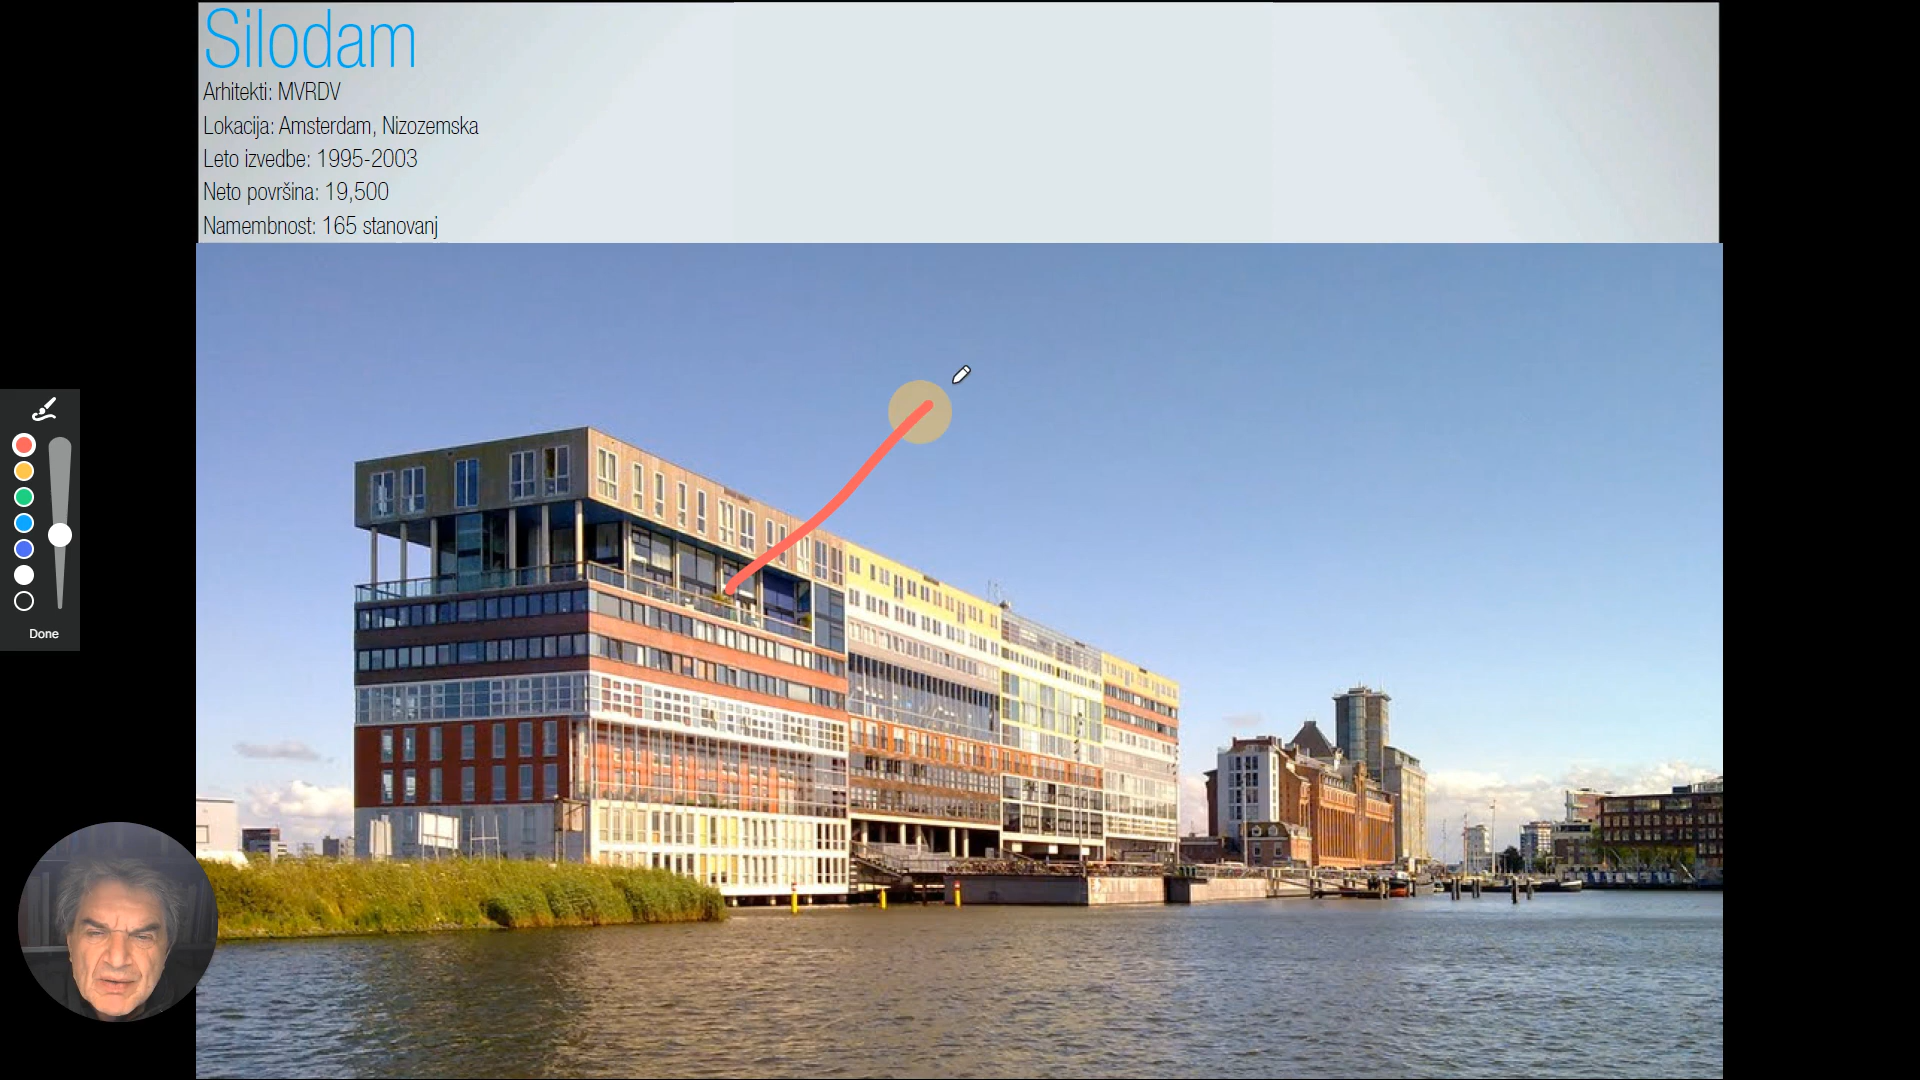 Silodam
Arhitekti: MVRDV
Lokacija: Amsterdam, Nizozemska
Leto izvedbe: 1995-2003
Neto površina: 19,500
Namembnost: 165 stanovanj
Done